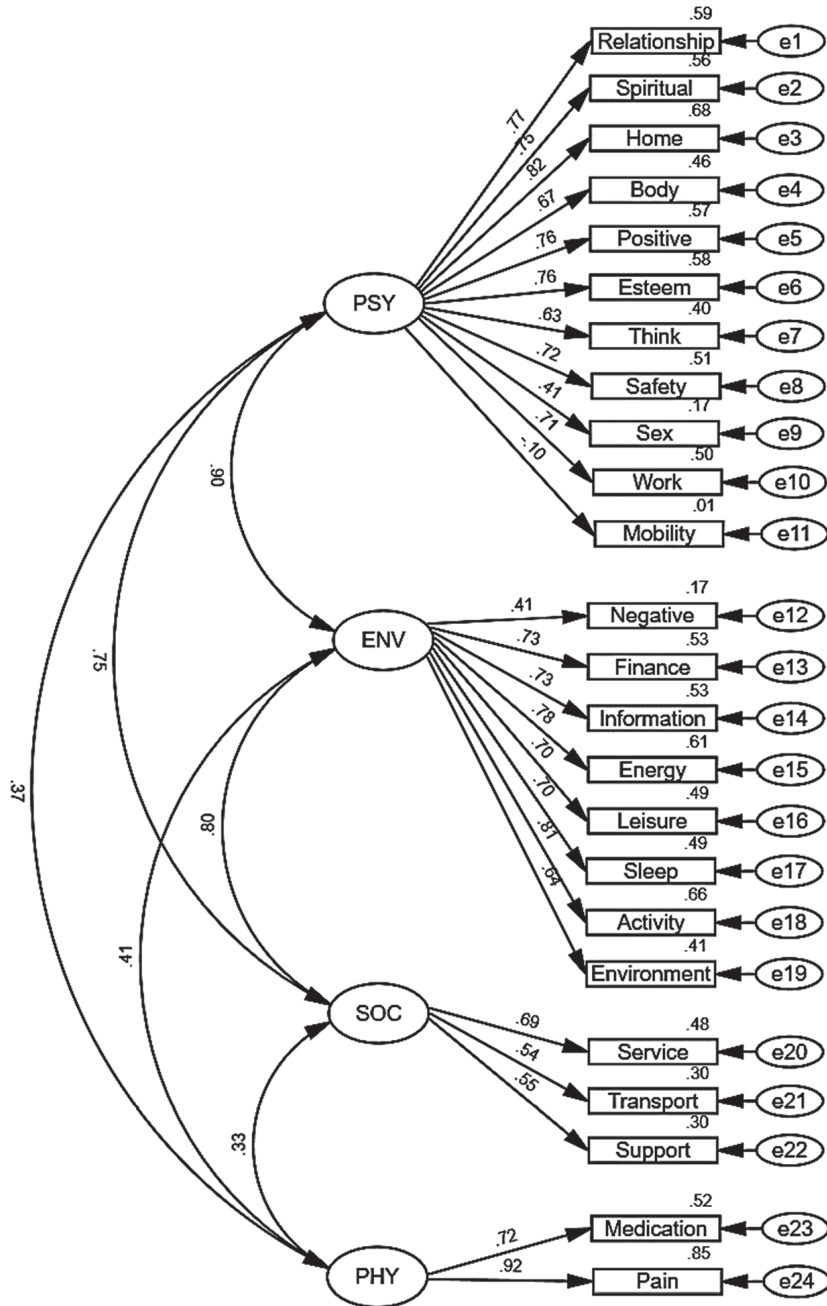 .59
Relationship e1
.77
.56
Spiritual e2
.75
.68
Home e3
.82
.46
Body e4
.67
.57
Positive e5
.76
.58
PSY
Esteem e6
.76
.40
Think e7
.63
.51
Safety e8
.72
.17
Sex e9
.41
.50
Work e10
.71
.01
Mobility e11
-.10
.90
.17
.41
Negative e12
ENV
.53
.73
Finance e13
.53
.73
Information e14
.61
.78
Energy e15
.49
.70
Leisure e16
.49
.70
Sleep e17
.66
.81
Activity e18
.41
.64
Environment e19
.75
.37
.80
.41
SOC
.48
.69
Service e20
.30
.54
Transport e21
.30
.55
Support e22
.33
.52
.72
Medication e23
PHY
.85
.92
Pain e24